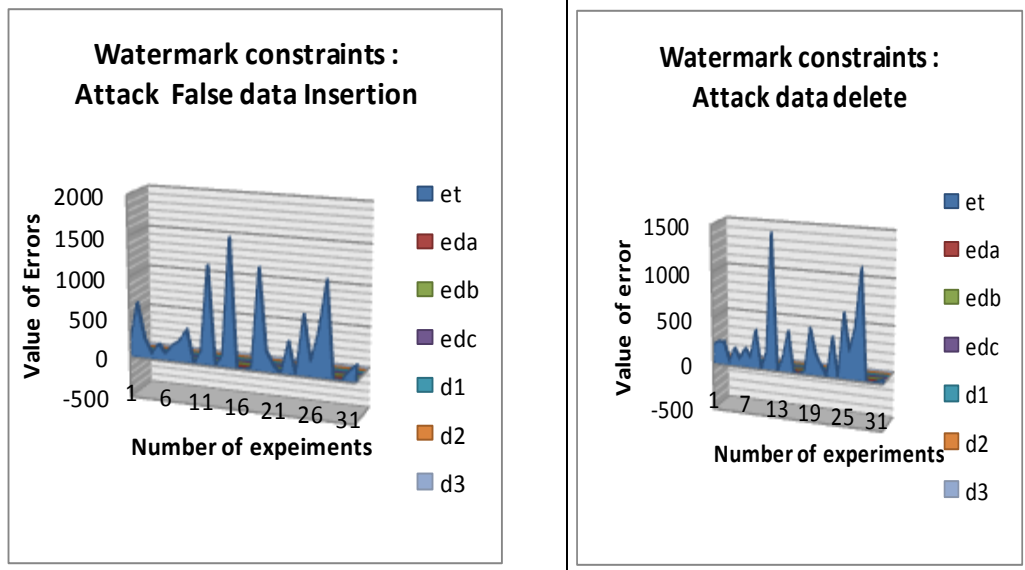 Watermark constraints :
Attack False data Insertion
2000
1500
1000
500
0
-500
Value of Errors
1 6 11 16 21 26 31
Number of expeiments
et
eda
edb
edc
d1
d2
d3
Watermark constraints :
Attack data delete
1500
1000
500
0
-500
Value of error
1 7 13 19 25 31
Number of experiments
et
eda
edb
edc
d1
d2
d3